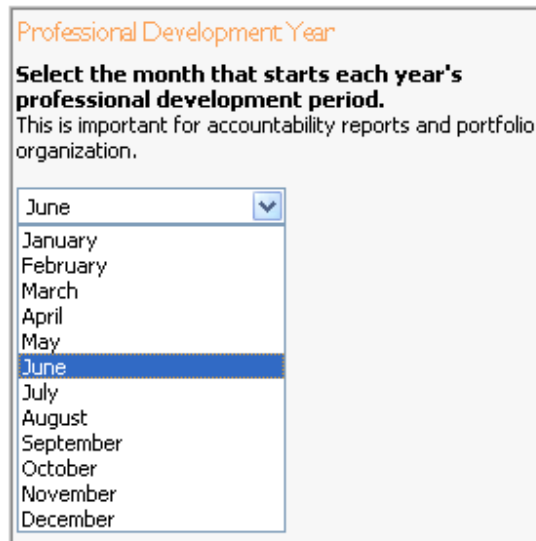 Professional Development Year
Select the month that starts each year's
professional development period.
This is important for accountability reports and portfolio
organization.
June
January
February
March
April
May
June
July
August
September
October
November
December